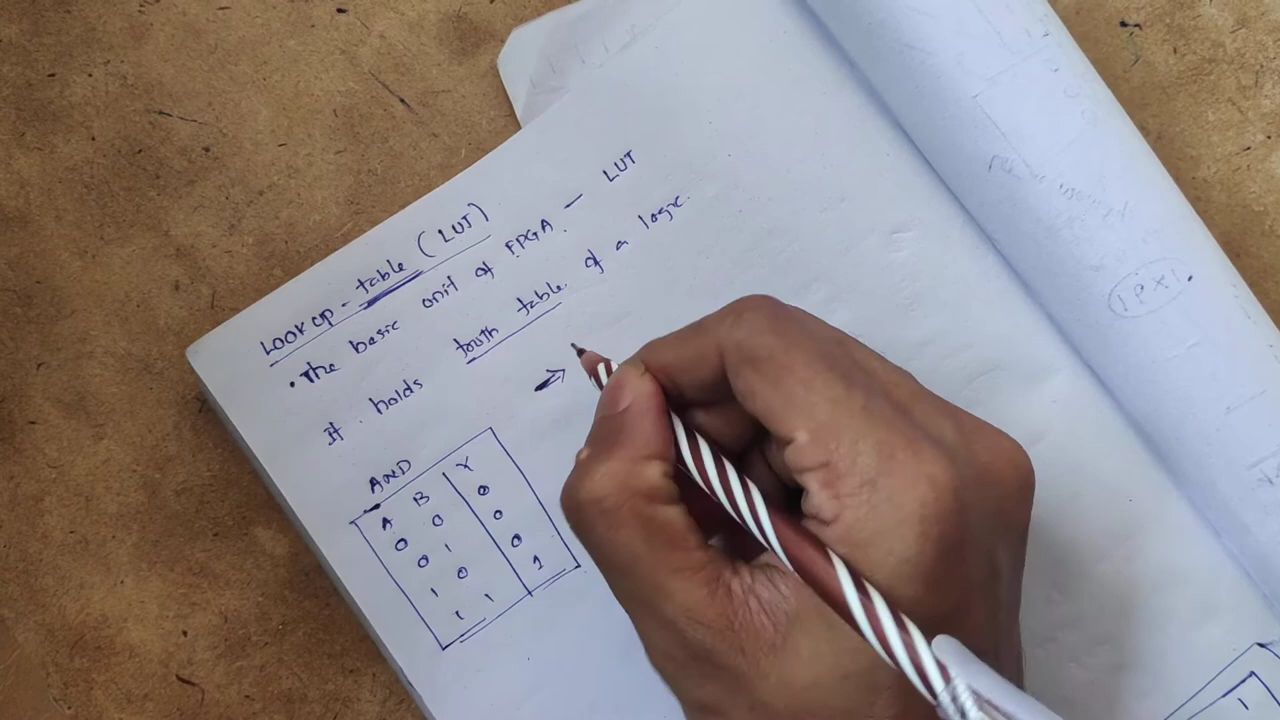 Look up - table (LUT)
• The basic unit of FPGA. - LUT
It holds truth table of a logic.
→
AND
A B Y
0 0 0
0 1 0
1 0 0
1 1 1
1